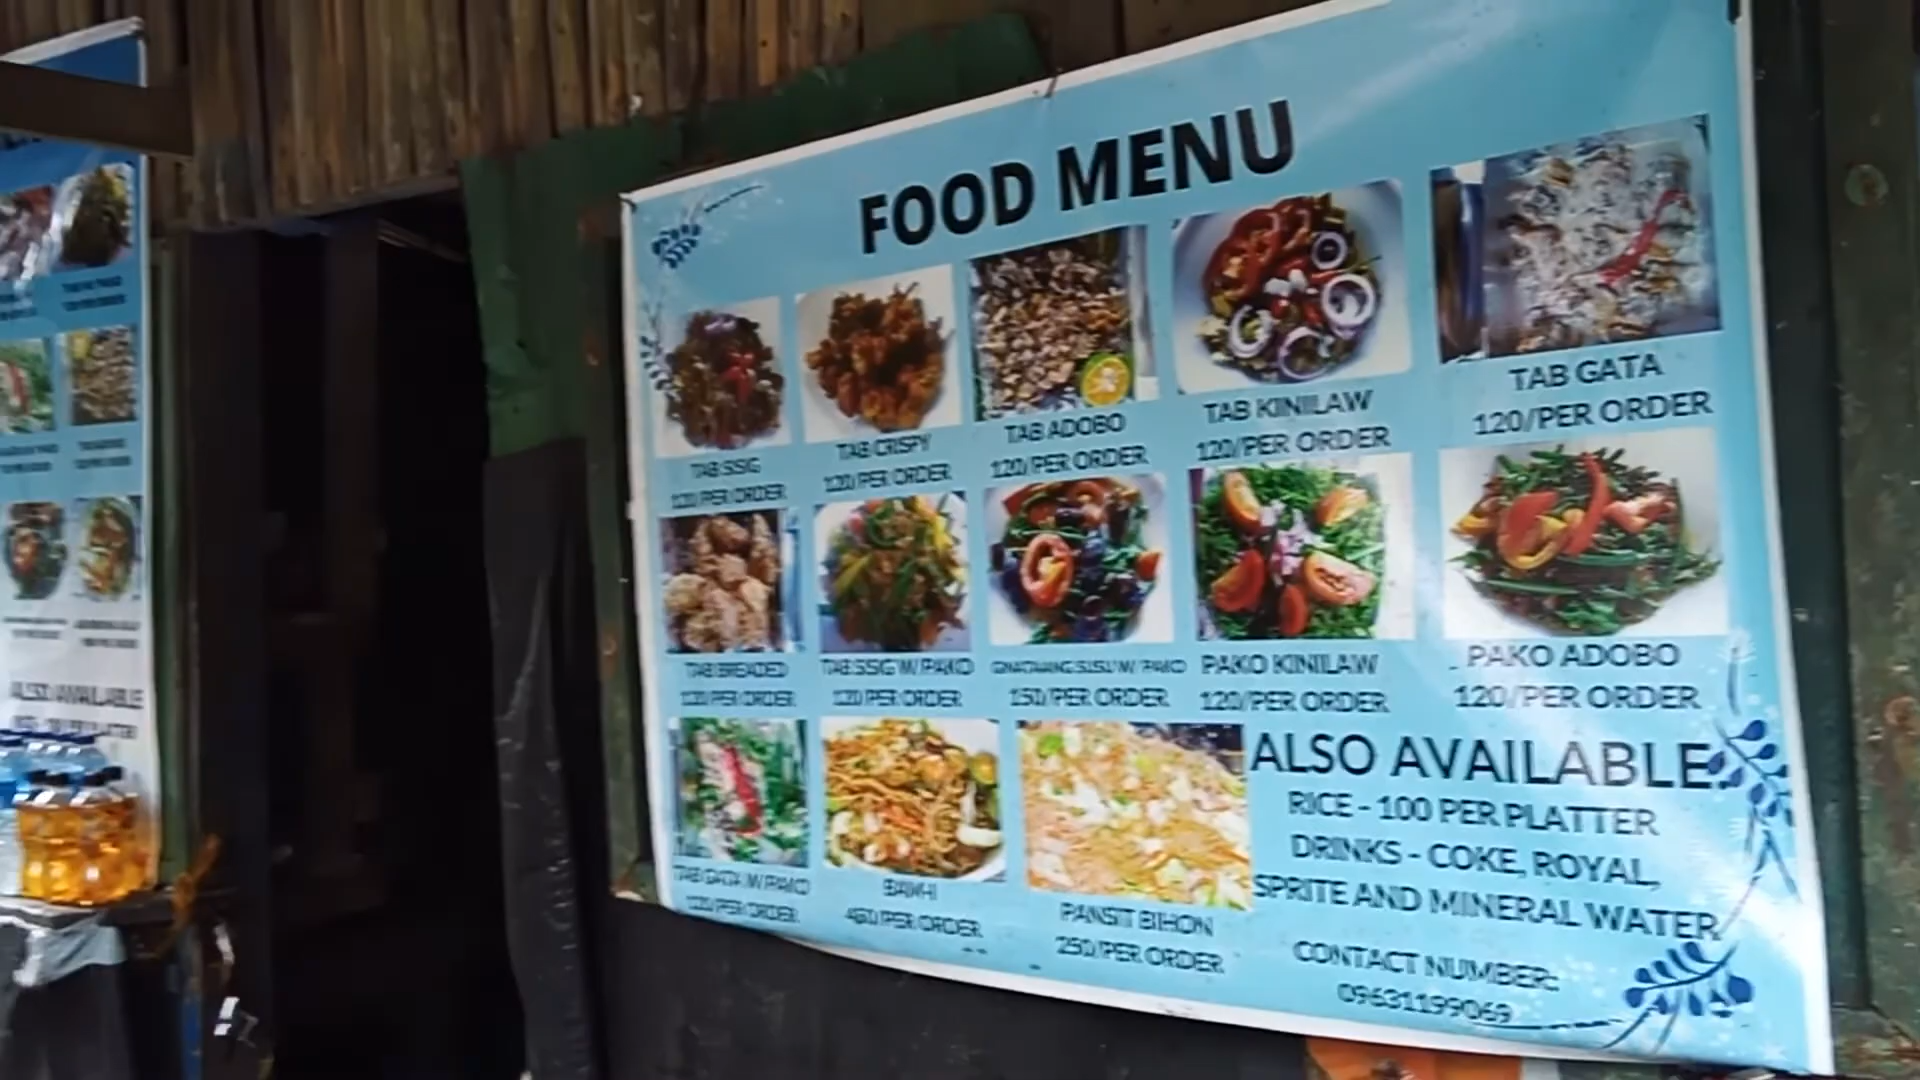 FOOD MENU
TAB SISIG
120/PER ORDER
TAB CRISPY
120/PER ORDER
TAB ADOBO
120/PER ORDER
TAB KINILAW
120/PER ORDER
TAB GATA
120/PER ORDER
TAB BREADED
120/PER ORDER
TAB SISIG W/ PAKO
120/PER ORDER
W/ PAKO
150/PER ORDER
PAKO KINILAW
120/PER ORDER
PAKO ADOBO
120/PER ORDER
TAB GATA W/ PAKO
120/PER ORDER
BAM-I
/PER ORDER
PANSIT BIHON
250/PER ORDER
ALSO AVAILABLE
RICE - 100 PER PLATTER
DRINKS - COKE, ROYAL,
SPRITE AND MINERAL WATER
CONTACT NUMBER:
09631199069
ALSO AVAILABLE